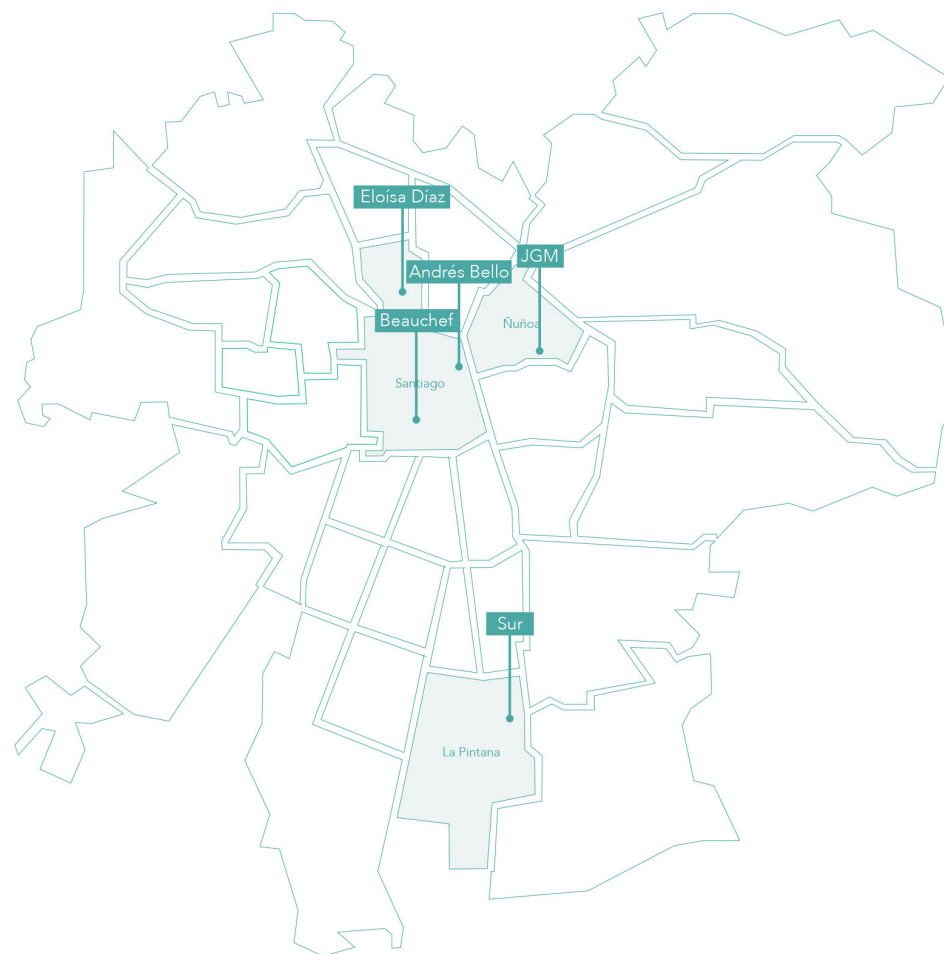 Eloísa Díaz
JGM
Andrés Bello
Beauchef
Ñuñoa
Santiago
Sur
La Pintana